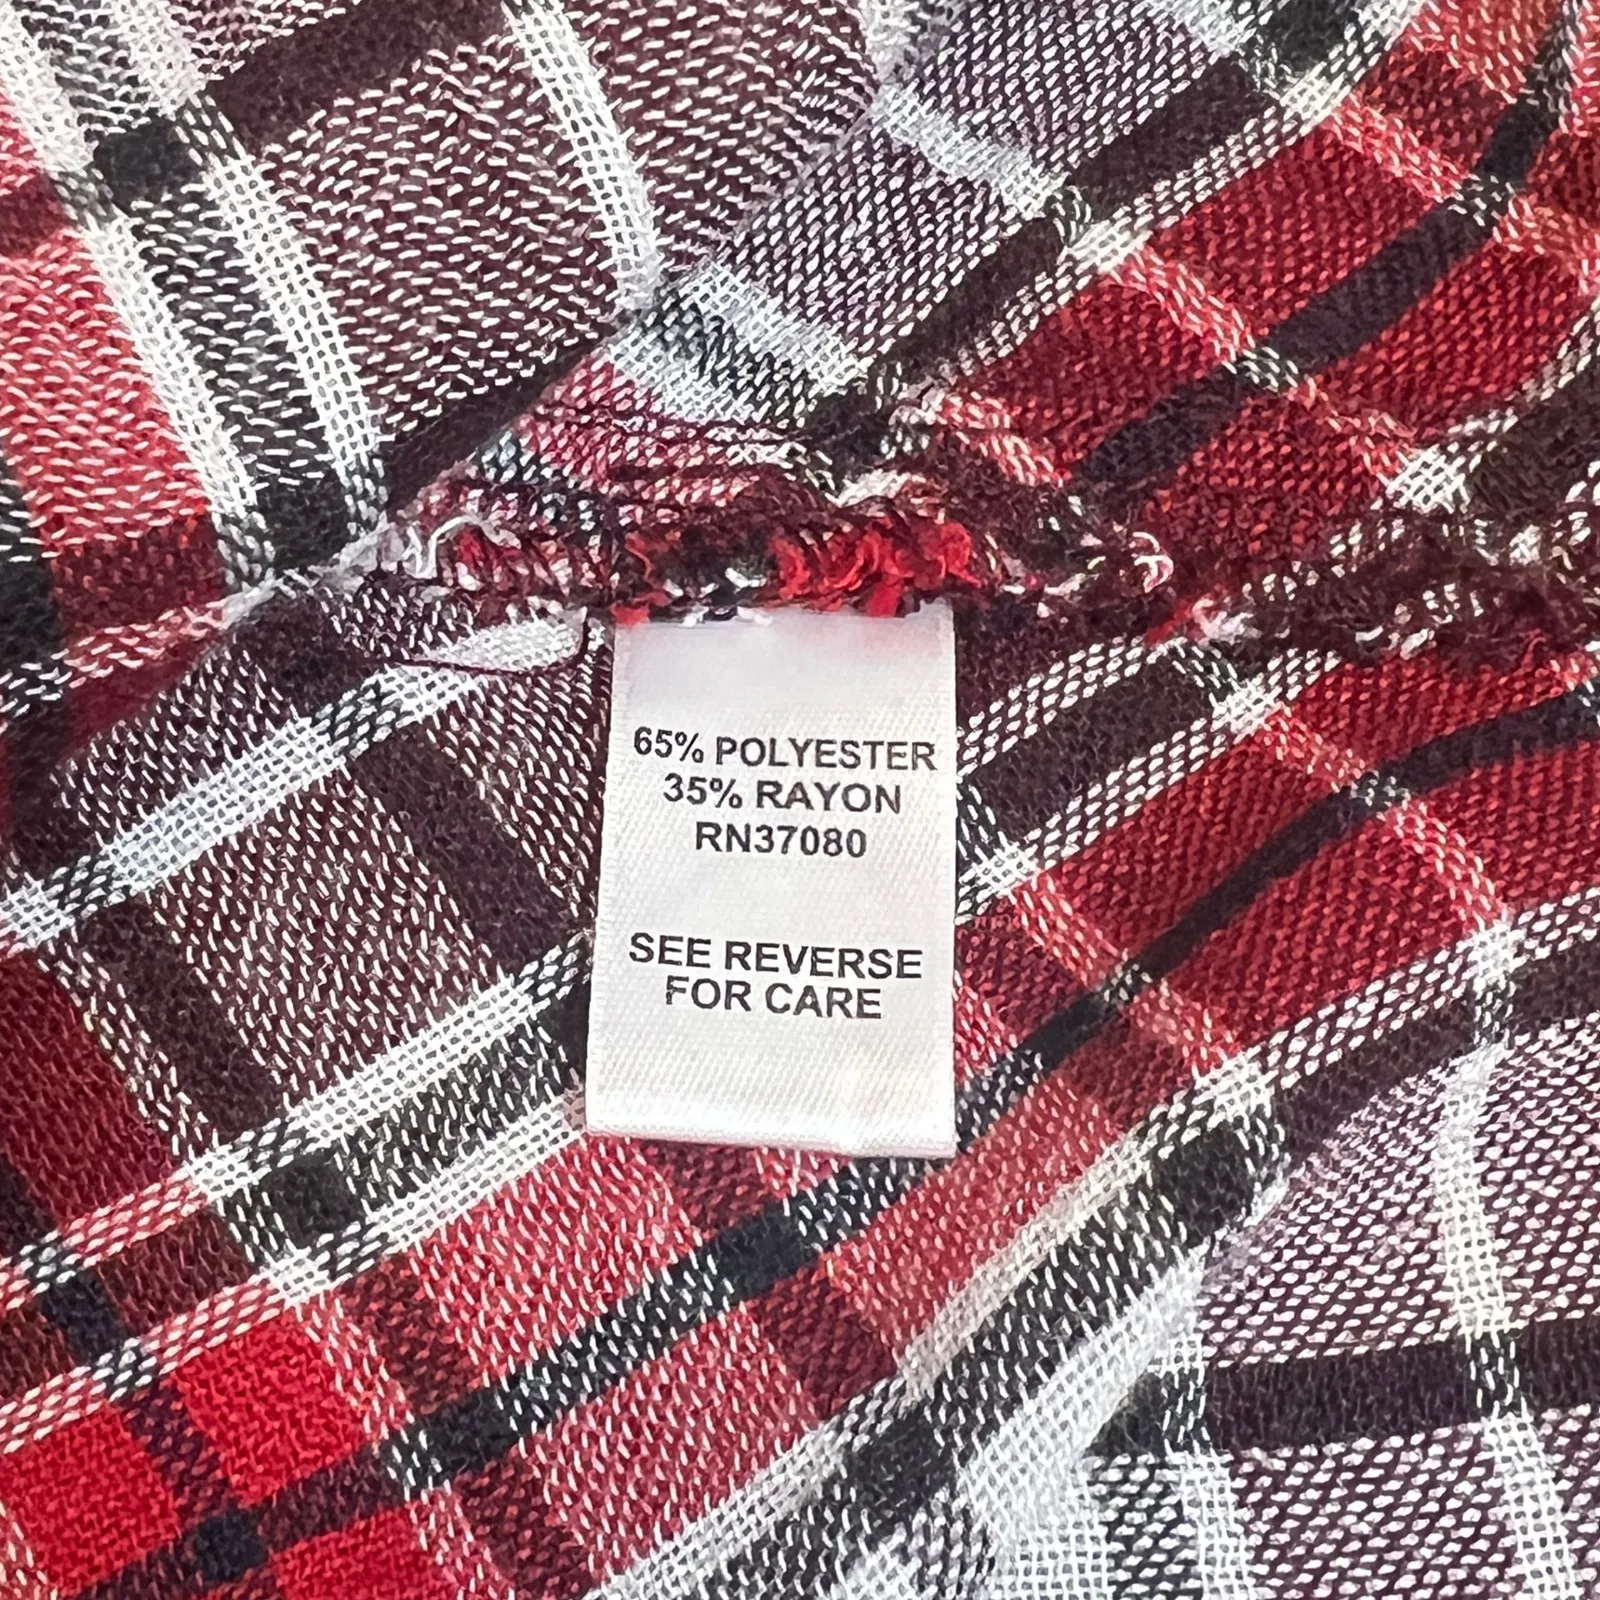 65% POLYESTER
35% RAYON
RN37080
SEE REVERSE
FOR CARE